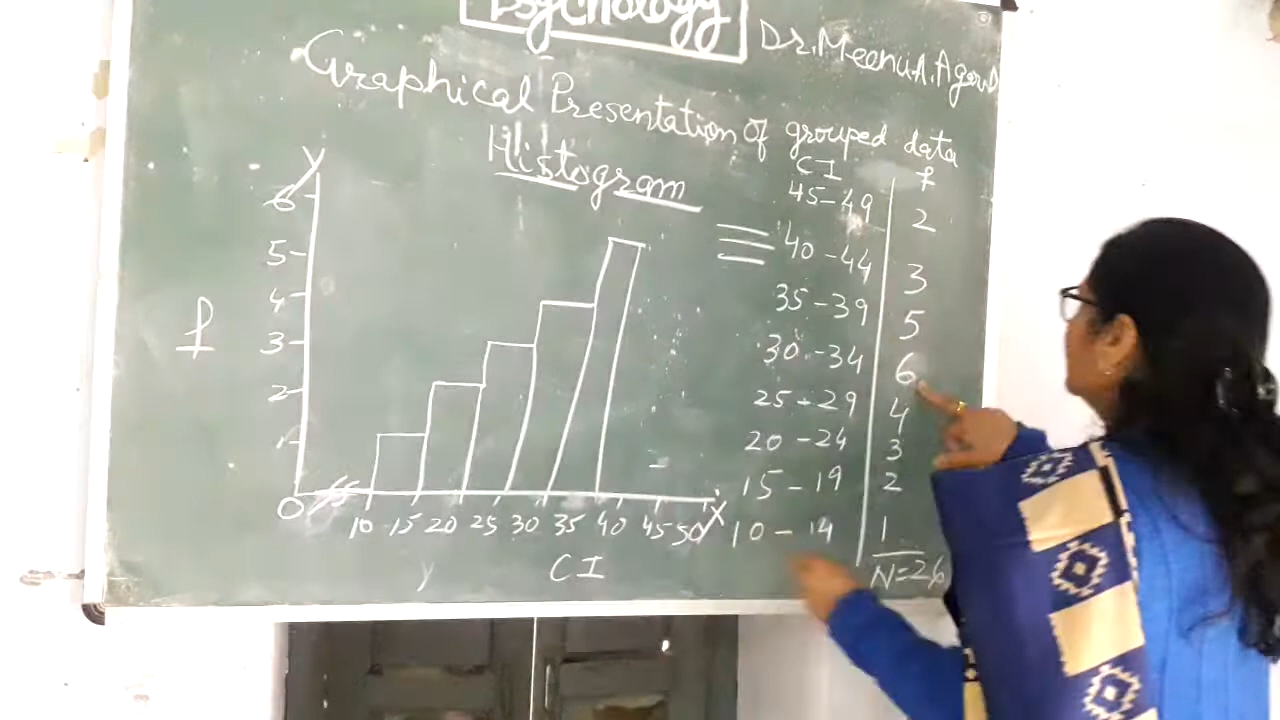 Psychology
Dr. Meenu A. Agarwal
Graphical Presentation of grouped data
Histogram
CI f
45-49 2
40-44 3
35-39 5
30-34 6
25-29 4
20-24 3
15-19 2
10-14 1
N=26
Y
6
5
4
3
2
1
f
O
10 15 20 25 30 35 40 45 50 X
CI
y